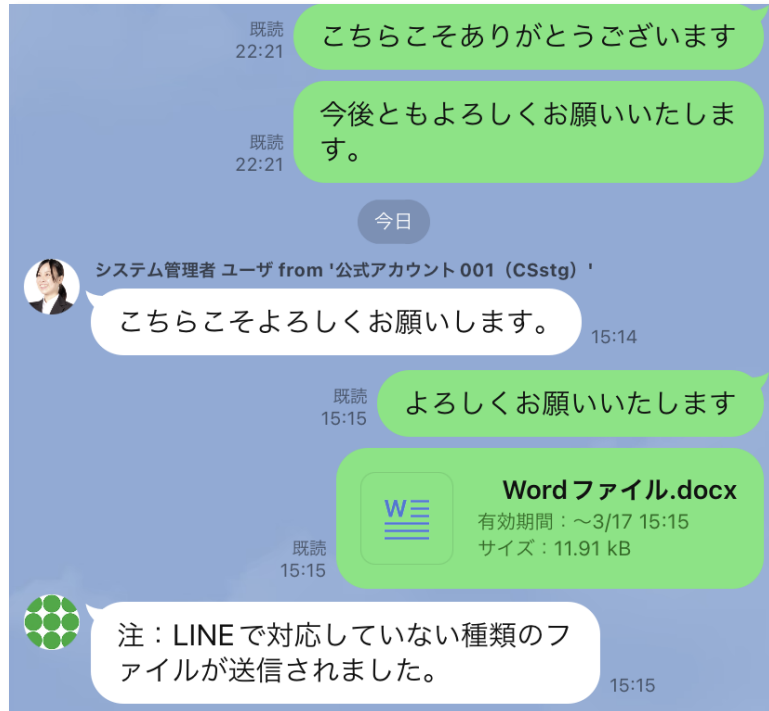 既読
22:21
こちらこそありがとうございます
今後ともよろしくお願いいたしま
す。
既読
22:21
今日
システム管理者 ユーザ from '公式アカウント001（CSstg）'
こちらこそよろしくお願いします。
15:14
既読
15:15
よろしくお願いいたします
W
Wordファイル.docx
有効期間：～3/17 15:15
サイズ：11.91 kB
既読
15:15
注：LINEで対応していない種類のフ
ァイルが送信されました。
15:15